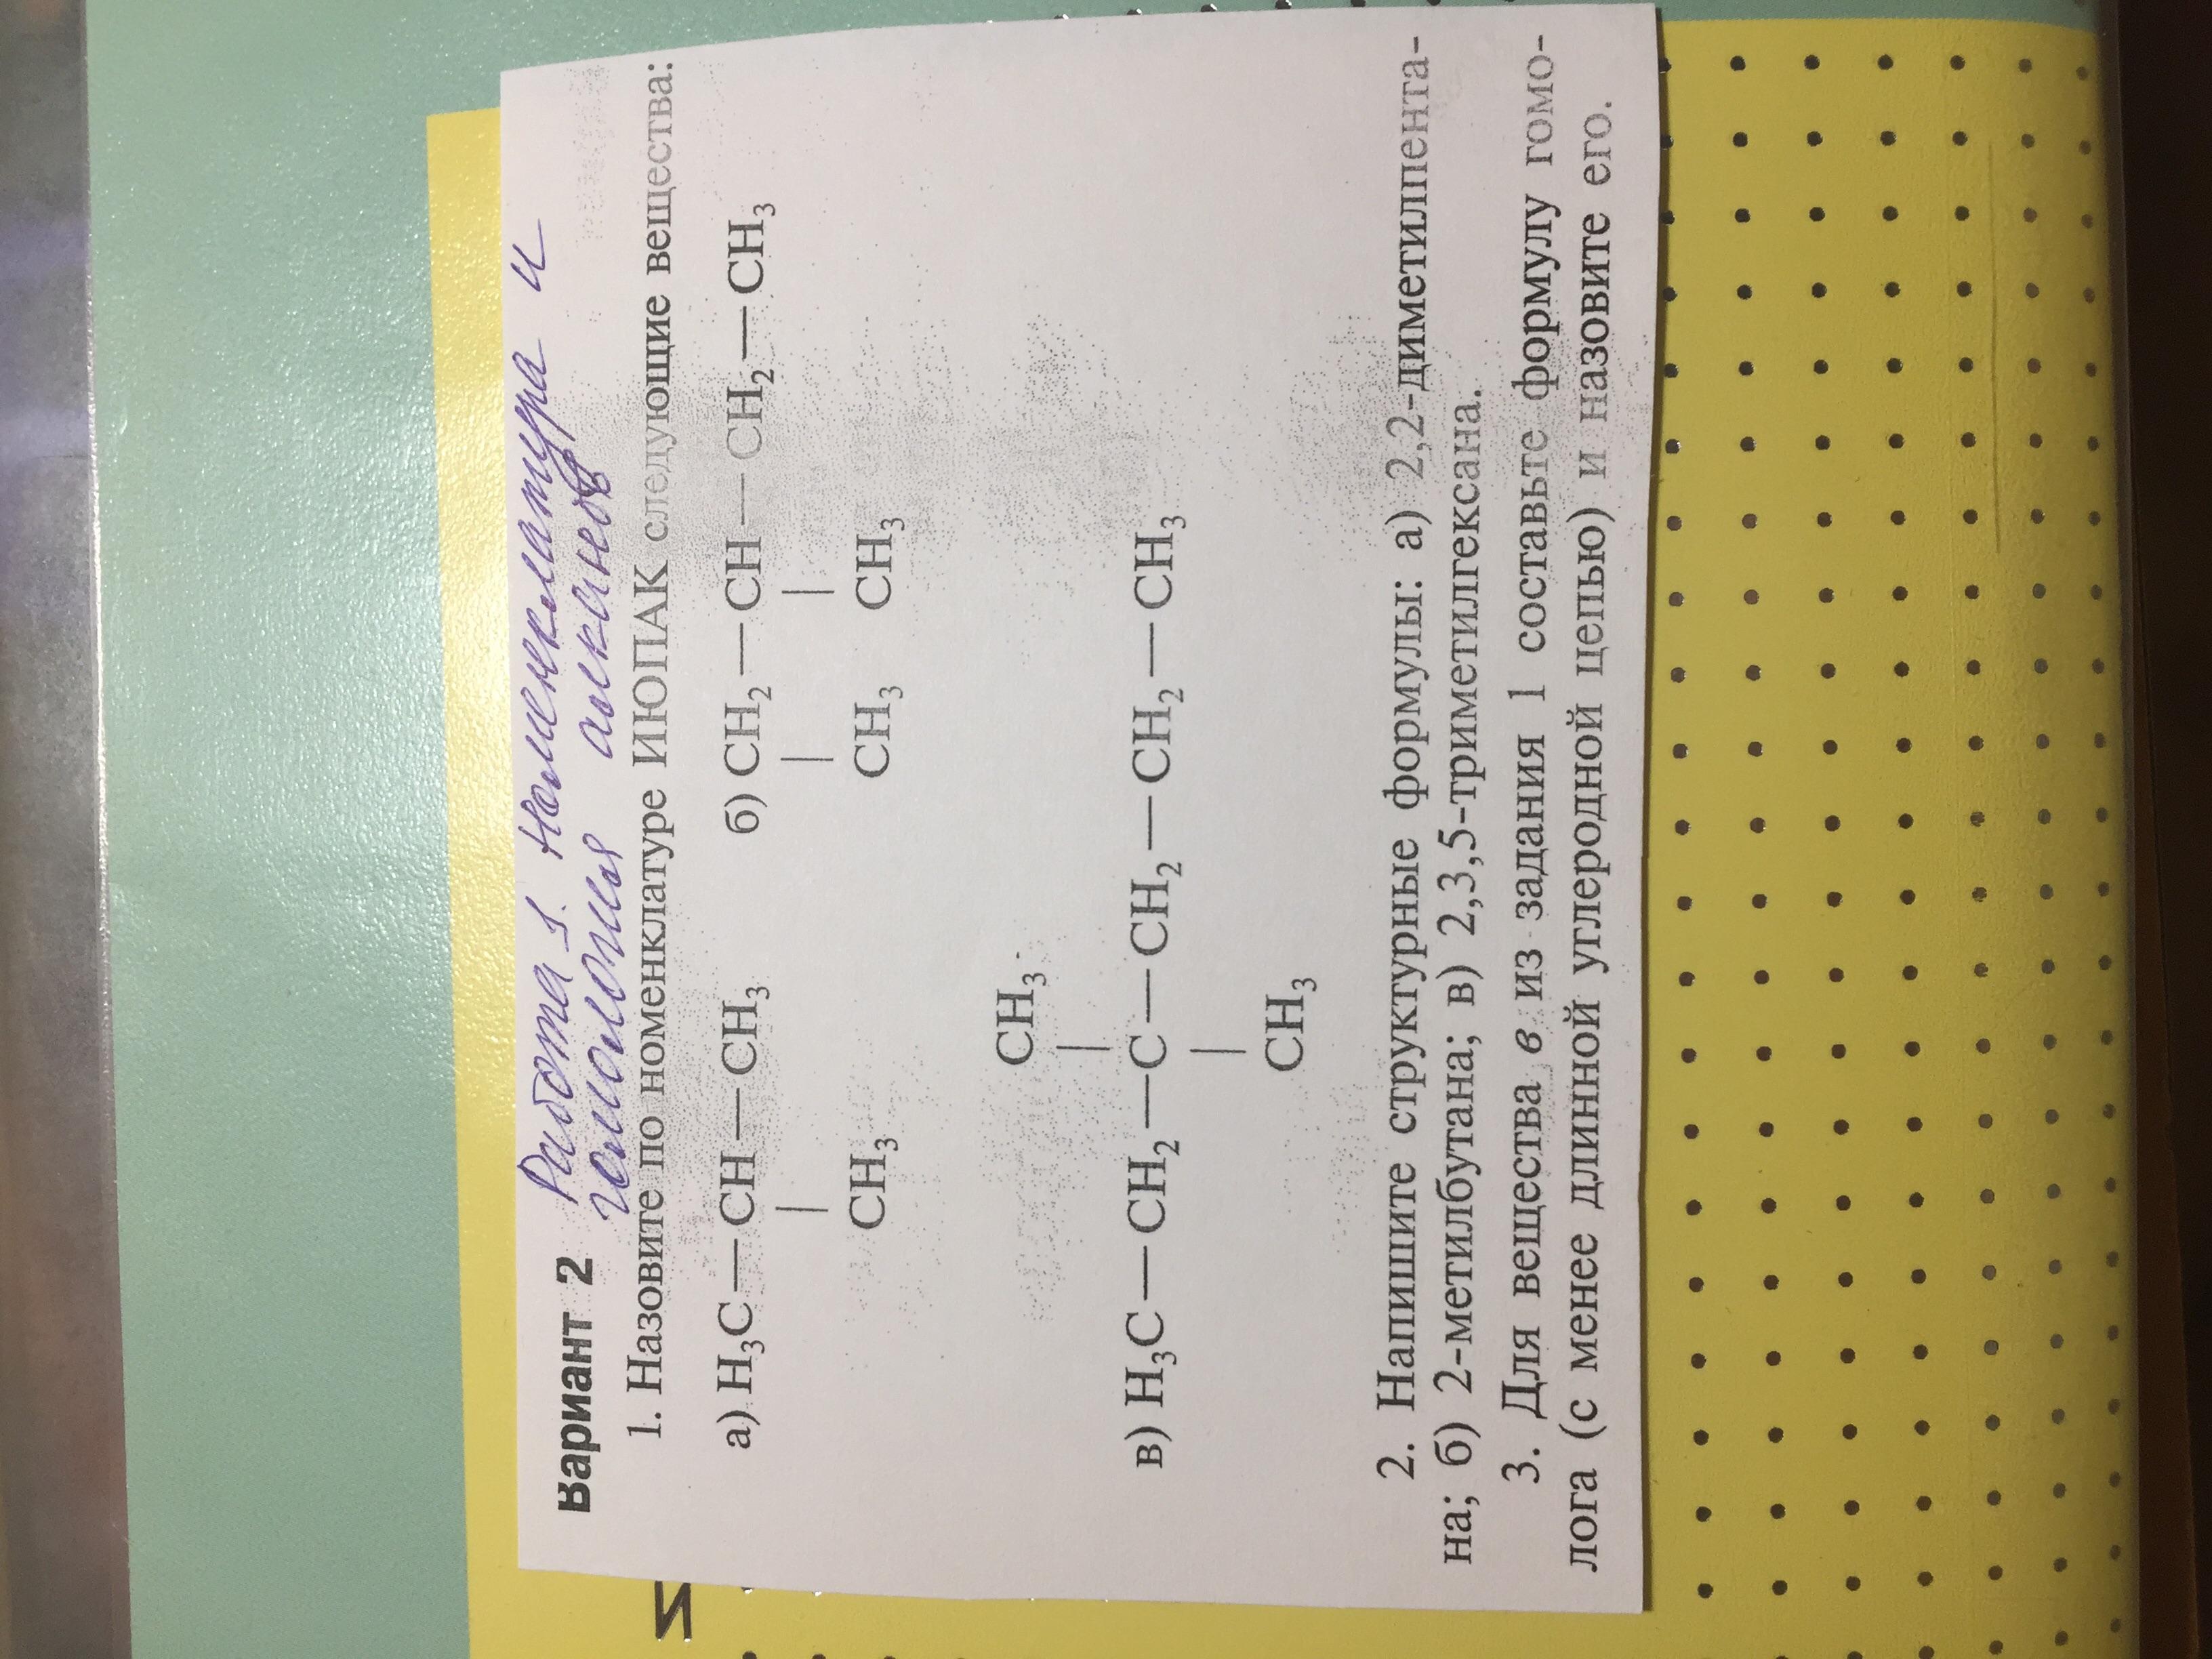 Вариант 2 Работа 1. Номенклатура и
гомология алканов
1. Назовите по номенклатуре ИЮПАК следующие вещества:
а) H₃C—CH—CH₃ б) CH₂—CH—CH₂—CH₃
| | |
CH₃ CH₃ CH₃
CH₃
|
в) H₃C—CH₂—C—CH₂—CH₂—CH₂—CH₃
|
CH₃
2. Напишите структурные формулы: а) 2,2-диметилпента-
на; б) 2-метилбутана; в) 2,3,5-триметилгексана.
3. Для вещества в из задания 1 составьте формулу гомо-
лога (с менее длинной углеродной цепью) и назовите его.